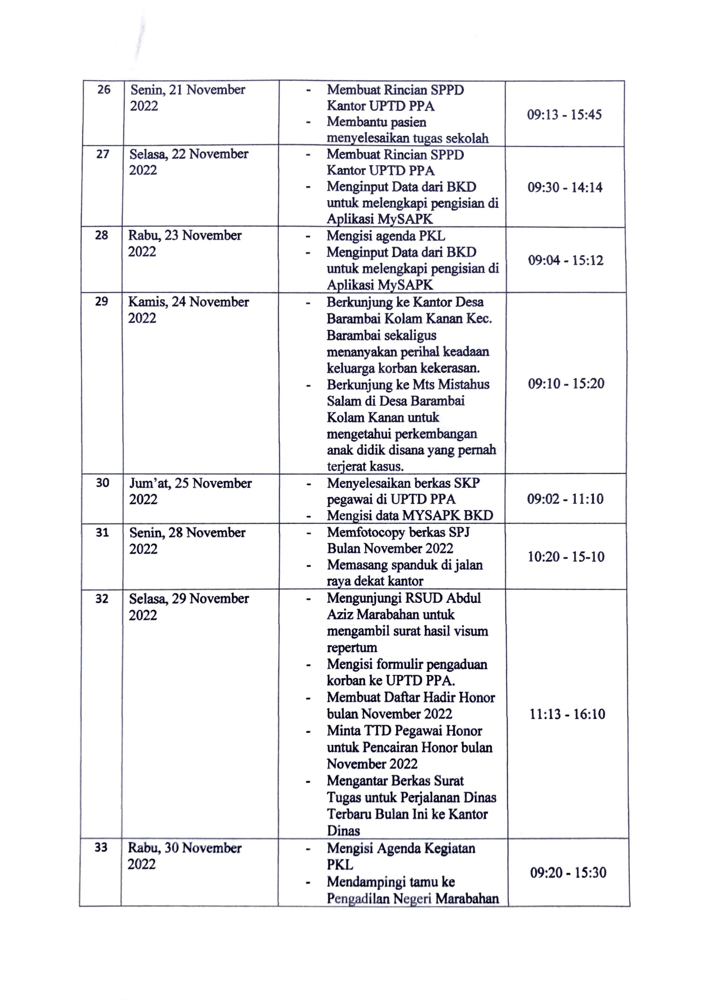 26
Senin, 21 November
2022
- Membuat Rincian SPPD
Kantor UPTD PPA
- Membantu pasien
menyelesaikan tugas sekolah
09:13 - 15:45
27
Selasa, 22 November
2022
- Membuat Rincian SPPD
Kantor UPTD PPA
- Menginput Data dari BKD
untuk melengkapi pengisian di
Aplikasi MySAPK
09:30 - 14:14
28
Rabu, 23 November
2022
- Mengisi agenda PKL
- Menginput Data dari BKD
untuk melengkapi pengisian di
Aplikasi MySAPK
09:04 - 15:12
29
Kamis, 24 November
2022
- Berkunjung ke Kantor Desa
Barambai Kolam Kanan Kec.
Barambai sekaligus
menanyakan perihal keadaan
keluarga korban kekerasan.
- Berkunjung ke Mts Mistahus
Salam di Desa Barambai
Kolam Kanan untuk
mengetahui perkembangan
anak didik disana yang pernah
terjerat kasus.
09:10 - 15:20
30
Jum’at, 25 November
2022
- Menyelesaikan berkas SKP
pegawai di UPTD PPA
- Mengisi data MYSAPK BKD
09:02 - 11:10
31
Senin, 28 November
2022
- Memfotocopy berkas SPJ
Bulan November 2022
- Memasang spanduk di jalan
raya dekat kantor
10:20 - 15-10
32
Selasa, 29 November
2022
- Mengunjungi RSUD Abdul
Aziz Marabahan untuk
mengambil surat hasil visum
repertum
- Mengisi formulir pengaduan
korban ke UPTD PPA.
- Membuat Daftar Hadir Honor
bulan November 2022
- Minta TTD Pegawai Honor
untuk Pencairan Honor bulan
November 2022
- Mengantar Berkas Surat
Tugas untuk Perjalanan Dinas
Terbaru Bulan Ini ke Kantor
Dinas
11:13 - 16:10
33
Rabu, 30 November
2022
- Mengisi Agenda Kegiatan
PKL
- Mendampingi tamu ke
Pengadilan Negeri Marabahan
09:20 - 15:30